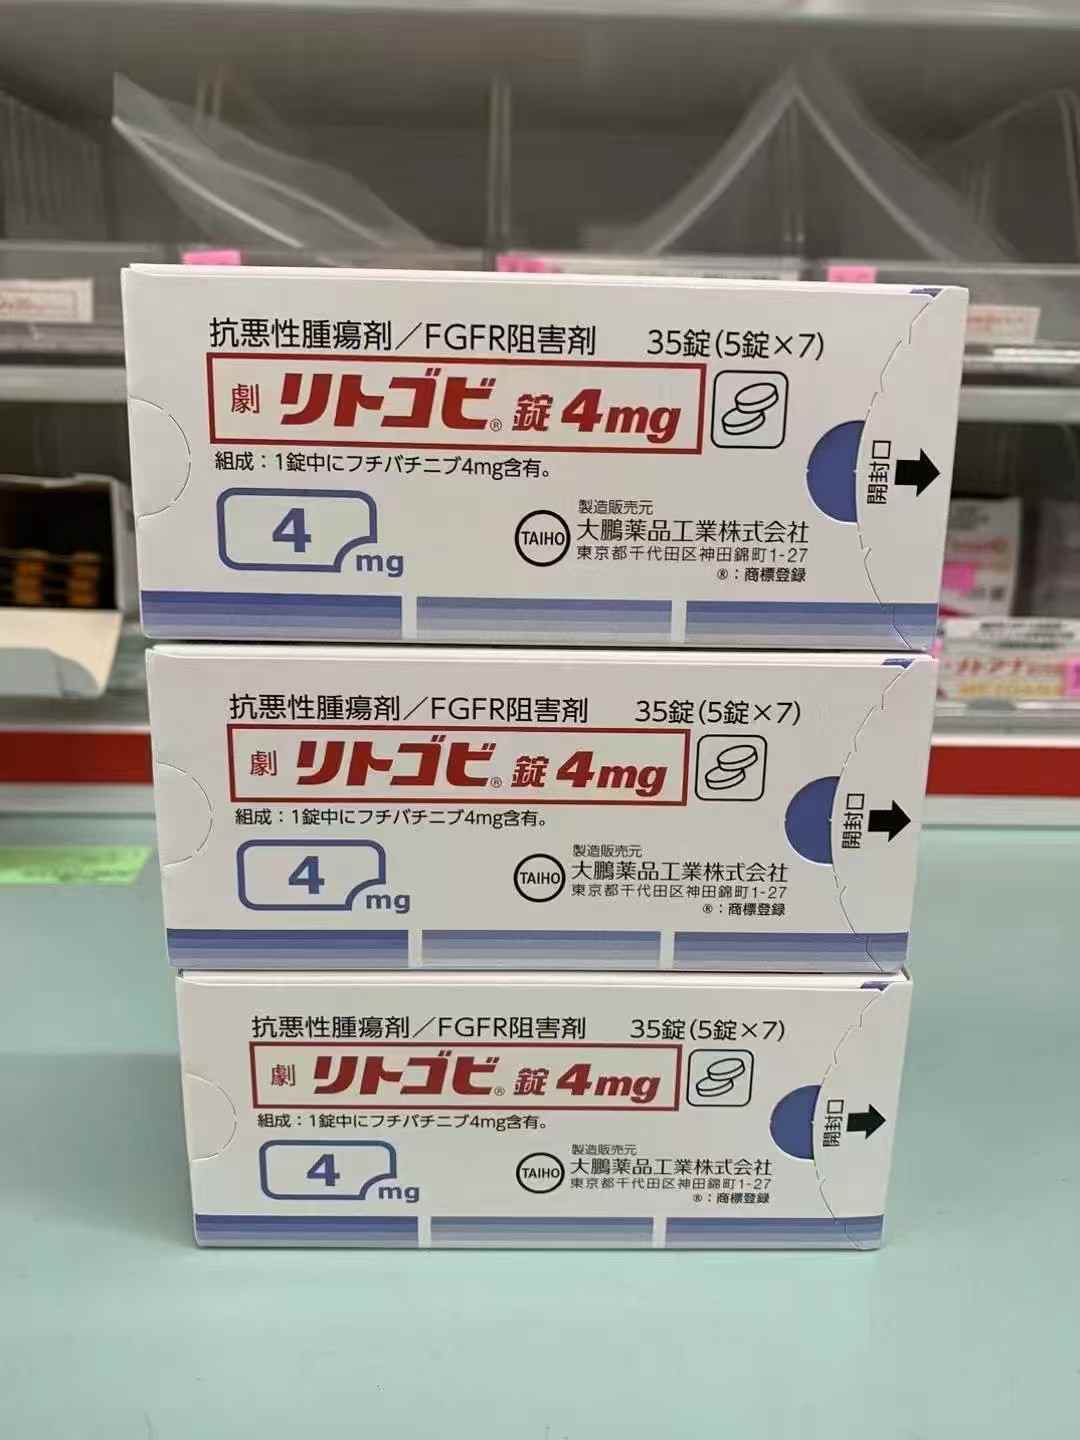 抗悪性腫瘍剤／FGFR阻害剤 35錠(5錠×7)
劇 リトゴビ® 錠 4mg
組成：1錠中にフチバチニブ4mg含有。
4mg
製造販売元
TAIHO 大鵬薬品工業株式会社
東京都千代田区神田錦町1-27
®：商標登録
開封口
抗悪性腫瘍剤／FGFR阻害剤 35錠(5錠×7)
劇 リトゴビ® 錠 4mg
組成：1錠中にフチバチニブ4mg含有。
4mg
製造販売元
TAIHO 大鵬薬品工業株式会社
東京都千代田区神田錦町1-27
®：商標登録
開封口
抗悪性腫瘍剤／FGFR阻害剤 35錠(5錠×7)
劇 リトゴビ® 錠 4mg
組成：1錠中にフチバチニブ4mg含有。
4mg
製造販売元
TAIHO 大鵬薬品工業株式会社
東京都千代田区神田錦町1-27
®：商標登録
開封口